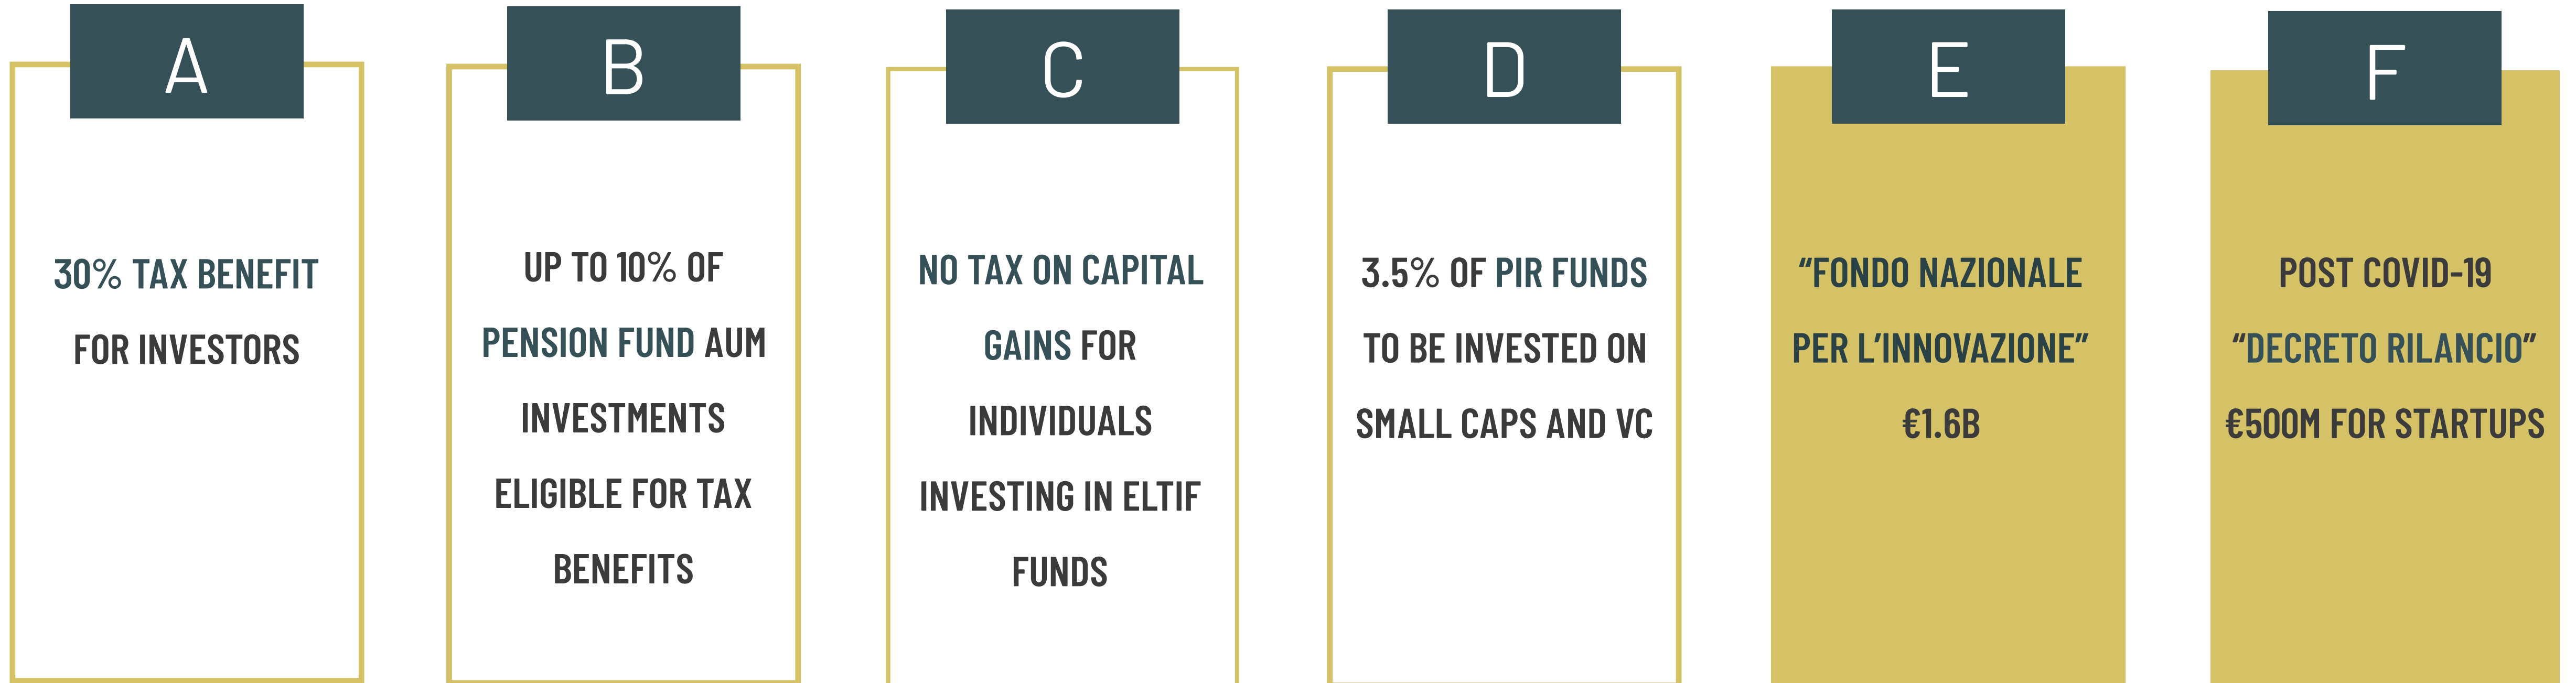 A
30% TAX BENEFIT
FOR INVESTORS
B
UP TO 10% OF
PENSION FUND AUM
INVESTMENTS
ELIGIBLE FOR TAX
BENEFITS
C
NO TAX ON CAPITAL
GAINS FOR
INDIVIDUALS
INVESTING IN ELTIF
FUNDS
D
3.5% OF PIR FUNDS
TO BE INVESTED ON
SMALL CAPS AND VC
E
“FONDO NAZIONALE
PER L’INNOVAZIONE”
€1.6B
F
POST COVID-19
“DECRETO RILANCIO”
€500M FOR STARTUPS